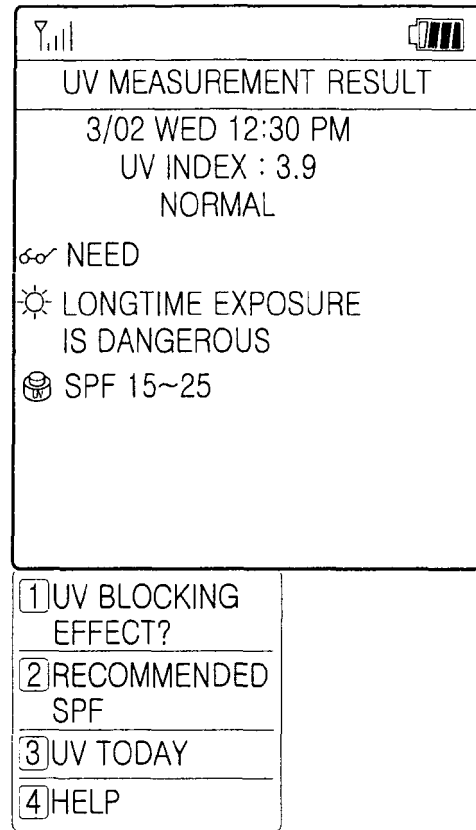 UV MEASUREMENT RESULT
3/02 WED 12:30 PM
UV INDEX : 3.9
NORMAL
NEED
LONGTIME EXPOSURE
IS DANGEROUS
UV
SPF 15~25
1 UV BLOCKING
EFFECT?
2 RECOMMENDED
SPF
3 UV TODAY
4 HELP